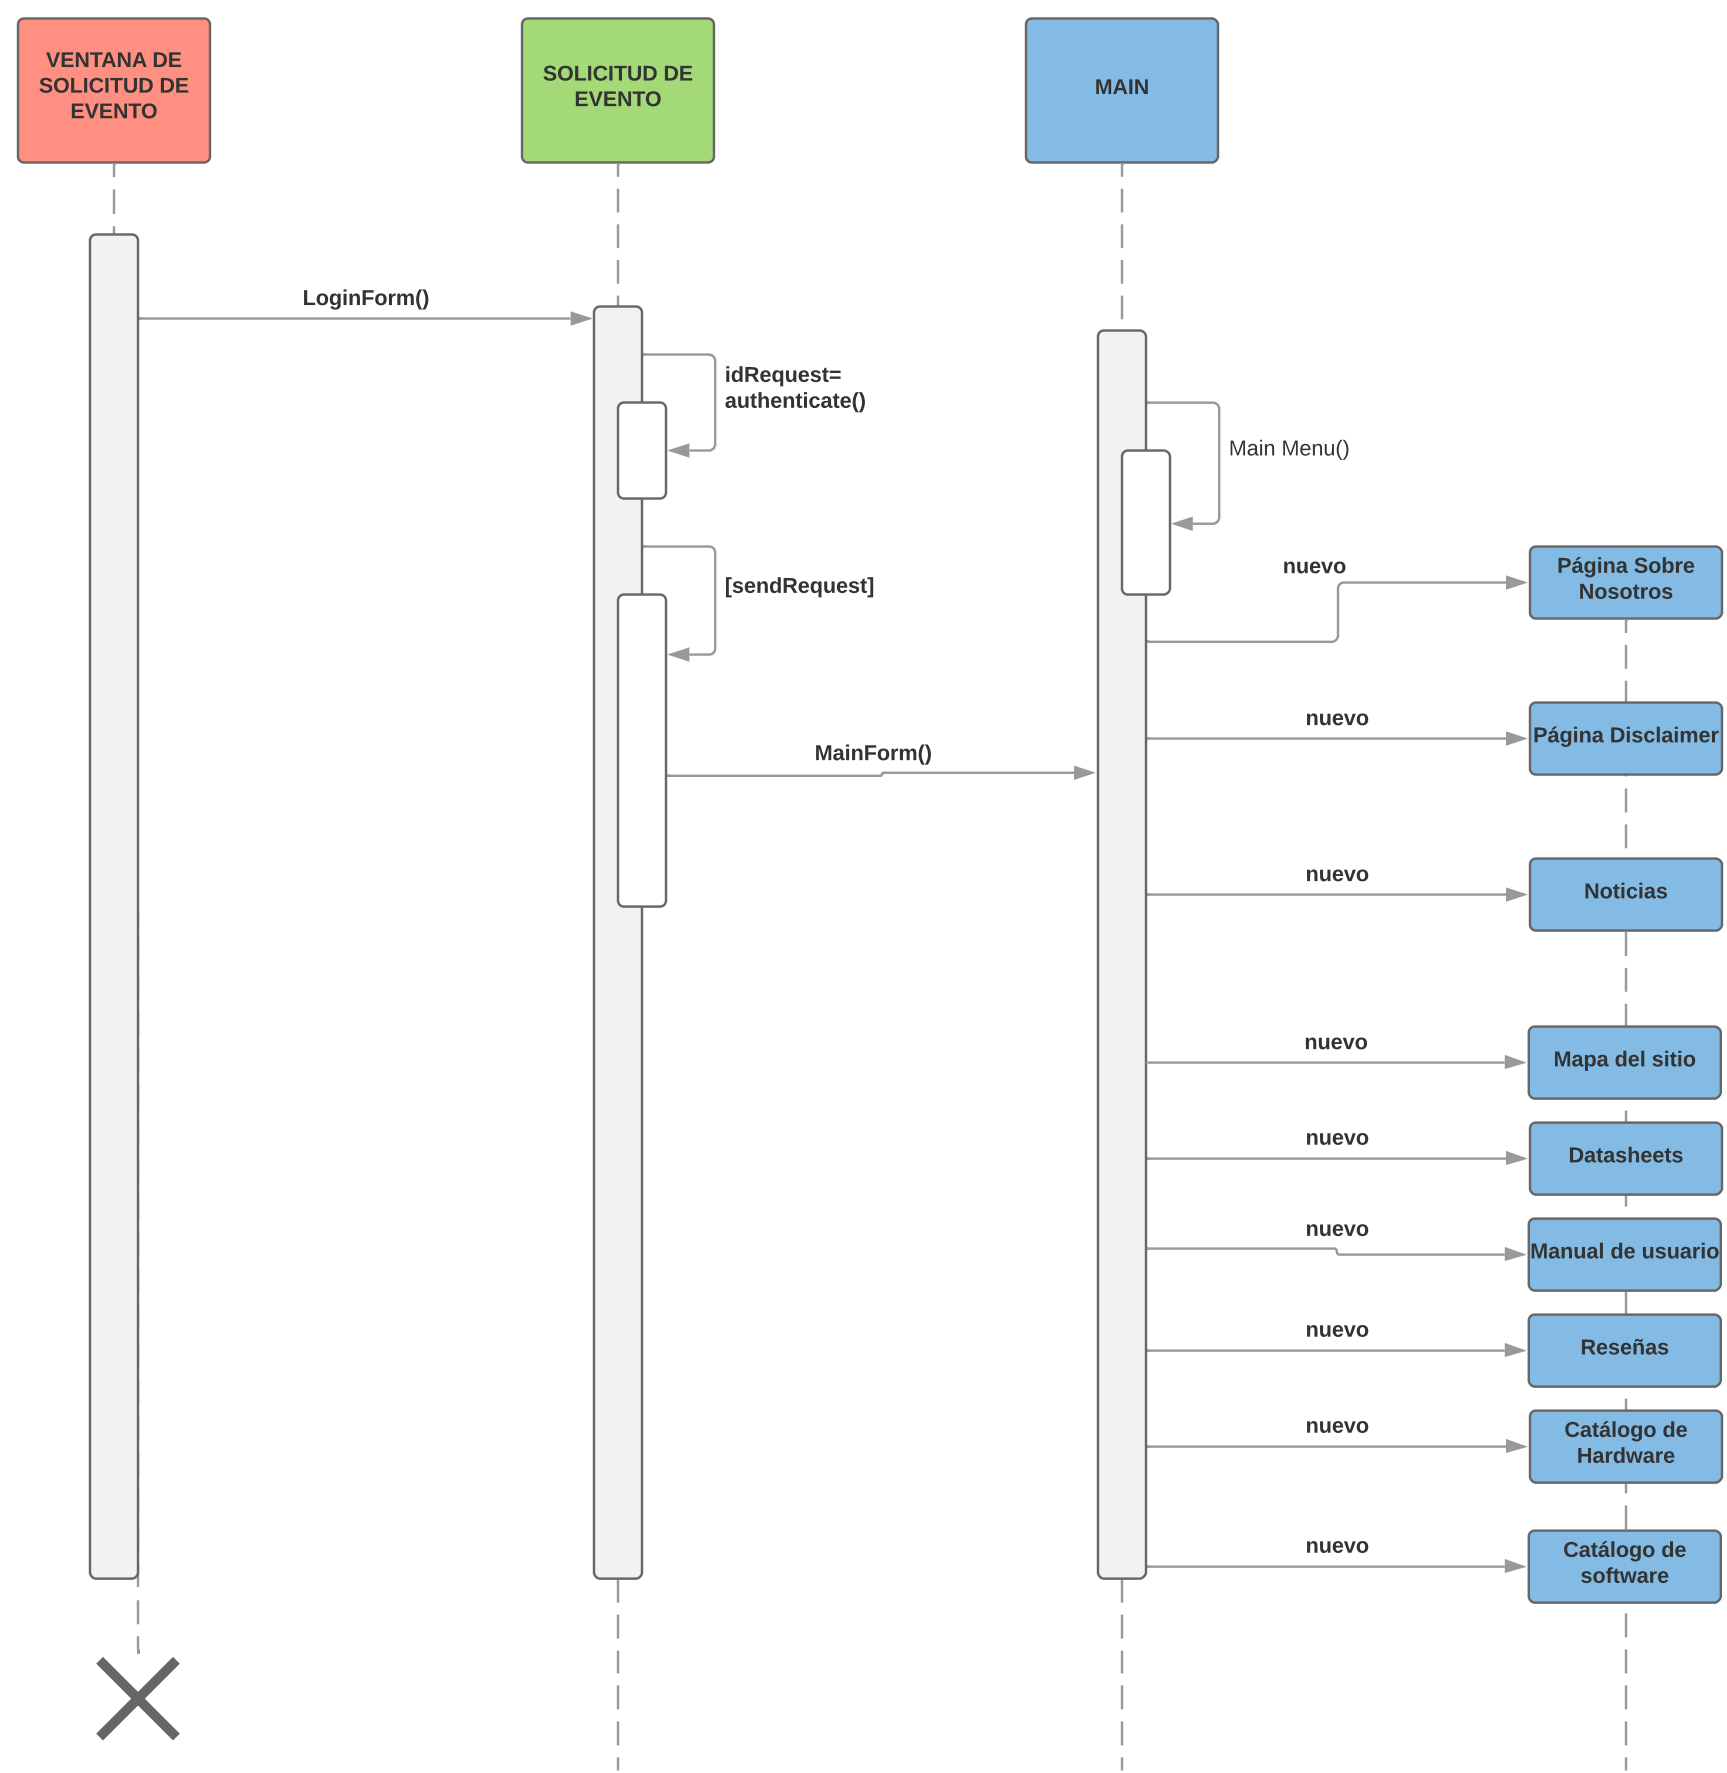 VENTANA DE
SOLICITUD DE
EVENTO
SOLICITUD DE
EVENTO
MAIN
LoginForm()
idRequest=
authenticate()
Main Menu()
[sendRequest]
nuevo
Página Sobre
Nosotros
nuevo
Página Disclaimer
MainForm()
nuevo
Noticias
nuevo
Mapa del sitio
nuevo
Datasheets
nuevo
Manual de usuario
nuevo
Reseñas
nuevo
Catálogo de
Hardware
nuevo
Catálogo de
software